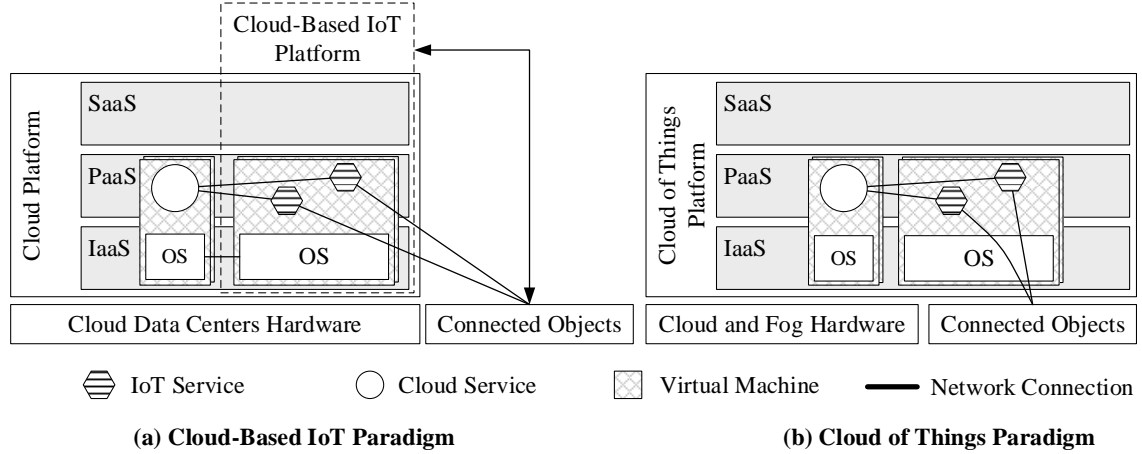 Cloud-Based IoT
Platform
Cloud Platform
SaaS
PaaS
IaaS
OS
OS
Cloud Data Centers Hardware
Connected Objects
Cloud of Things
Platform
SaaS
PaaS
IaaS
OS
OS
Cloud and Fog Hardware
Connected Objects
IoT Service
Cloud Service
Virtual Machine
Network Connection
(a) Cloud-Based IoT Paradigm
(b) Cloud of Things Paradigm